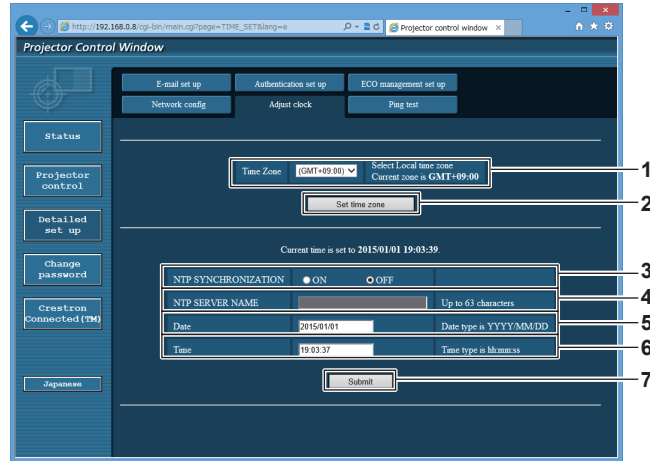 http://192.168.0.8/cgi-bin/main.cgi?page=TIME_SET&lang=e
Projector control window
Projector Control Window
E-mail set up
Authentication set up
ECO management set up
Network config
Adjust clock
Ping test
Status
Projector
control
Detailed
set up
Change
password
Crestron
Connected(TM)
Japanese
Time Zone
(GMT+09:00)
Select Local time zone
Current zone is GMT+09:00
1
Set time zone
2
Current time is set to 2015/01/01 19:03:39.
NTP SYNCHRONIZATION
ON
OFF
3
NTP SERVER NAME
Up to 63 characters
4
Date
2015/01/01
Date type is YYYY/MM/DD
5
Time
19:03:37
Time type is hh:mm:ss
6
Submit
7